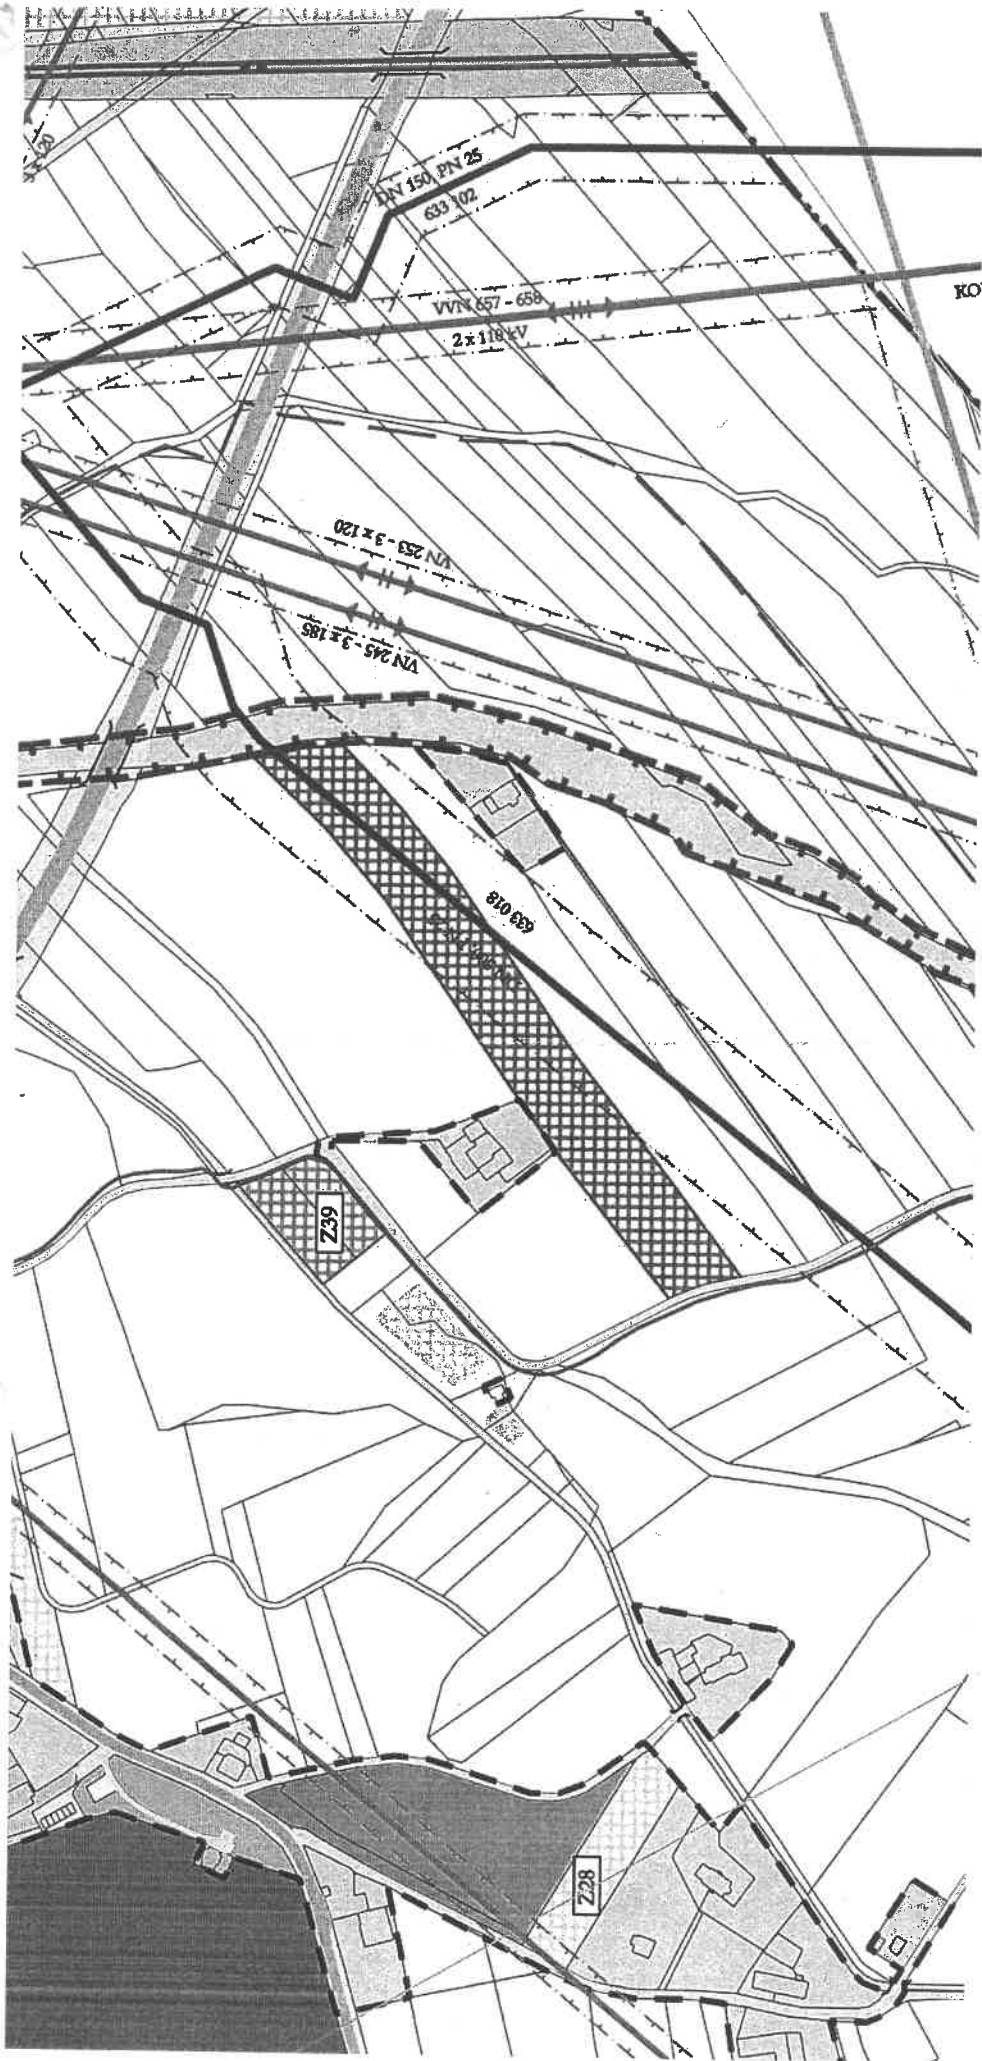 DN 150, PN 25
633 102
VVN 657 - 658
2 x 110 kV
KO
VN 253 - 3 x 120
VN 245 - 3 x 185
633 018
Z39
Z28